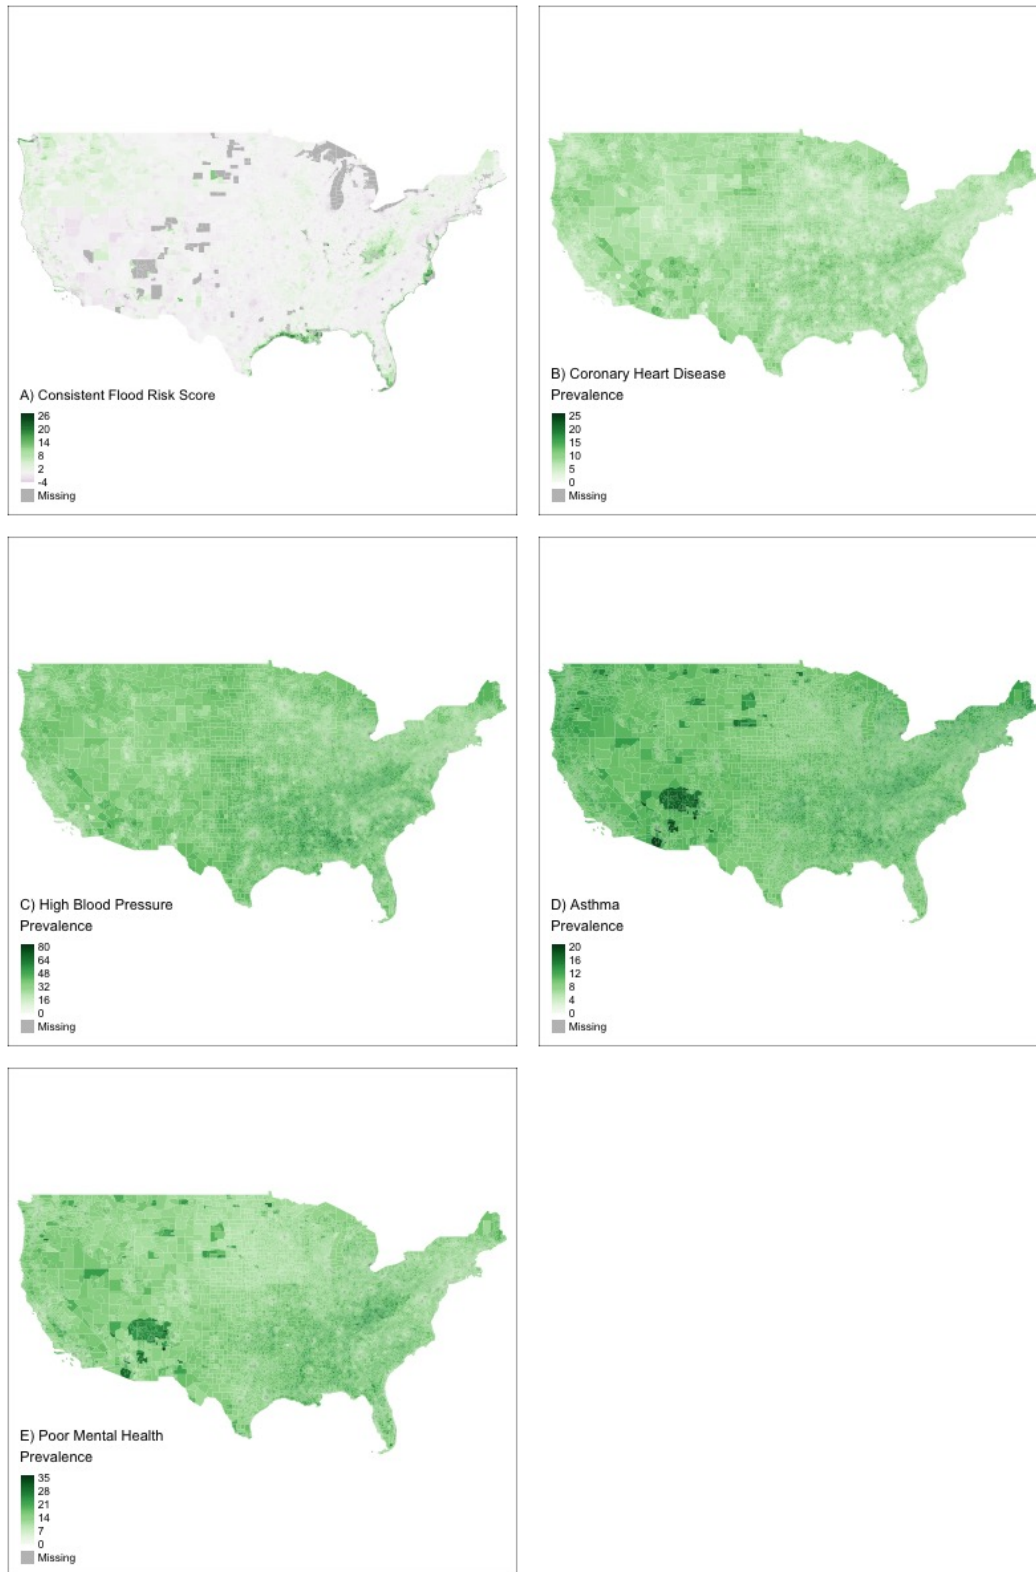 A) Consistent Flood Risk Score
26
20
14
8
2
-4
Missing
B) Coronary Heart Disease
Prevalence
25
20
15
10
5
0
Missing
C) High Blood Pressure
Prevalence
80
64
48
32
16
0
Missing
D) Asthma
Prevalence
20
16
12
8
4
0
Missing
E) Poor Mental Health
Prevalence
35
28
21
14
7
0
Missing